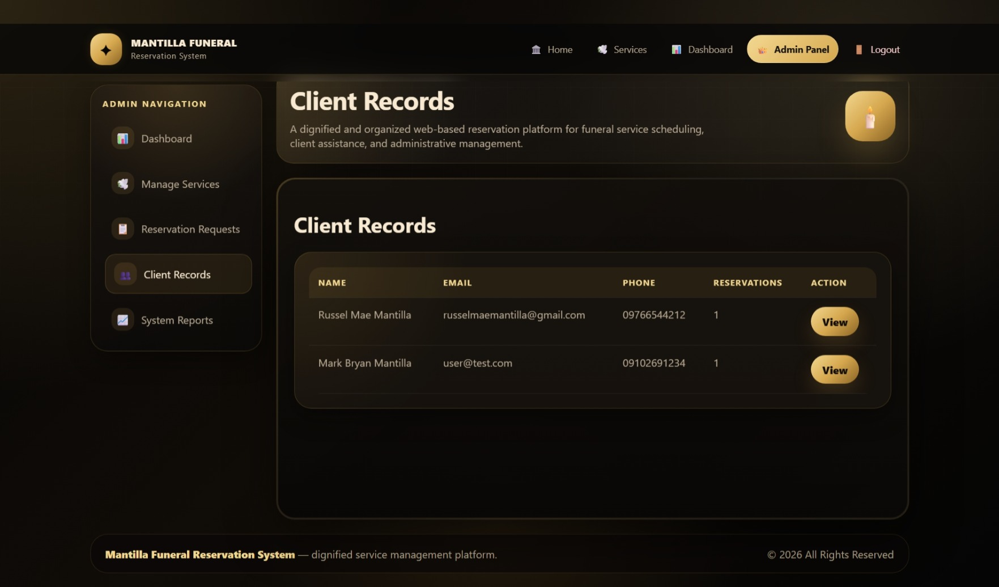 MANTILLA FUNERAL
Reservation System
Home
Services
Dashboard
Admin Panel
Logout
ADMIN NAVIGATION
Dashboard
Manage Services
Reservation Requests
Client Records
System Reports
Client Records
A dignified and organized web-based reservation platform for funeral service scheduling,
client assistance, and administrative management.
Client Records
NAME EMAIL PHONE RESERVATIONS ACTION
Russel Mae Mantilla russelmaemantilla@gmail.com 09766544212 1 View
Mark Bryan Mantilla user@test.com 09102691234 1 View
Mantilla Funeral Reservation System — dignified service management platform.
© 2026 All Rights Reserved